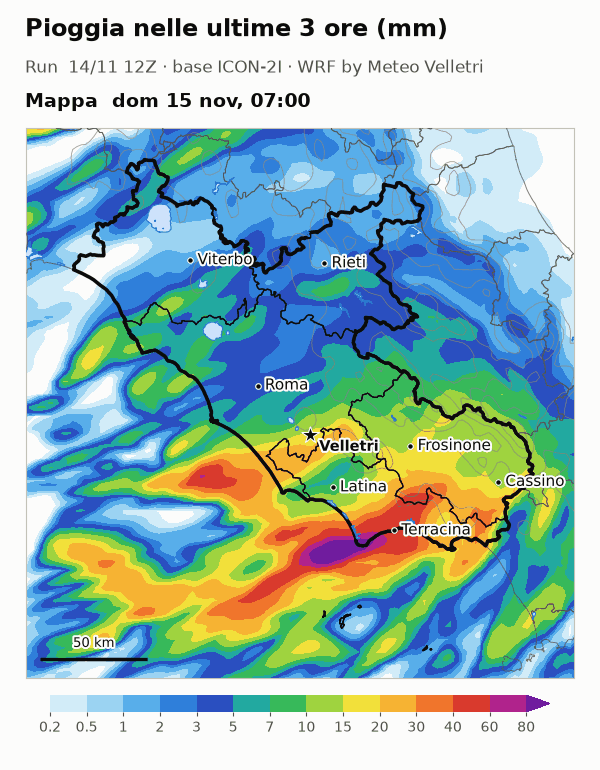 Pioggia nelle ultime 3 ore (mm)
Run 14/11 12Z · base ICON-2I · WRF by Meteo Velletri
Mappa dom 15 nov, 07:00
Viterbo
Rieti
Roma
Velletri
Frosinone
Cassino
Latina
Terracina
50 km
0.2 0.5 1 2 3 5 7 10 15 20 30 40 60 80